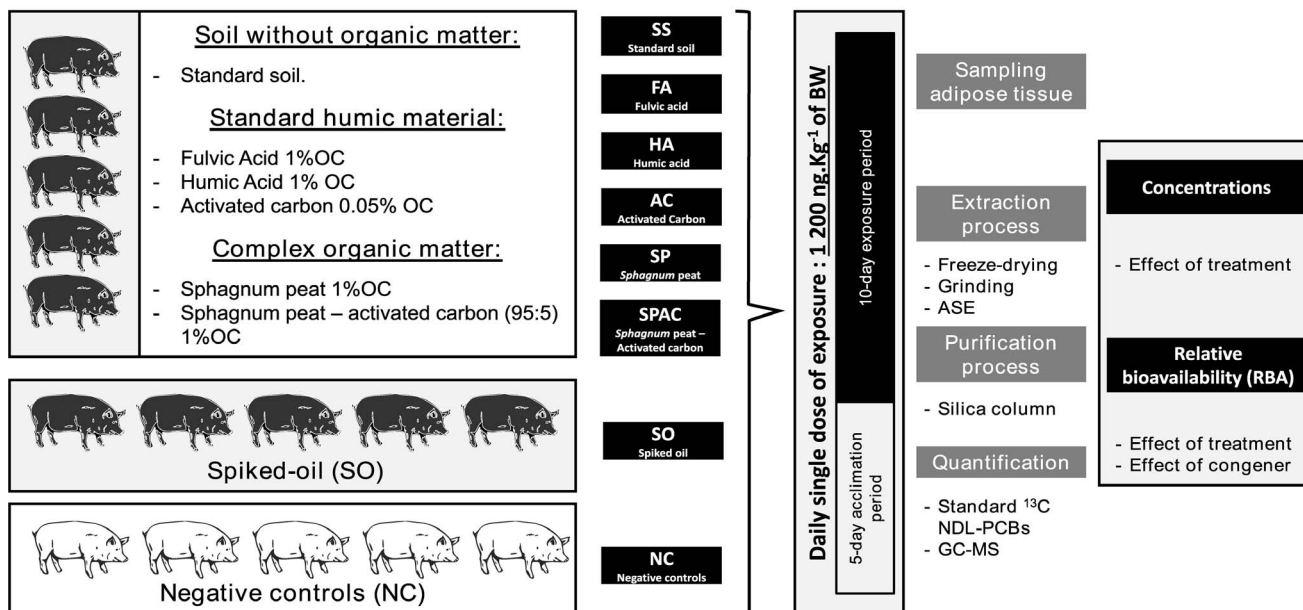 Soil without organic matter:
- Standard soil.
Standard humic material:
- Fulvic Acid 1%OC
- Humic Acid 1% OC
- Activated carbon 0.05% OC
Complex organic matter:
- Sphagnum peat 1%OC
- Sphagnum peat – activated carbon (95:5)
1%OC
Spiked-oil (SO)
Negative controls (NC)
SS
Standard soil
FA
Fulvic acid
HA
Humic acid
AC
Activated Carbon
SP
Sphagnum peat
SPAC
Sphagnum peat –
Activated carbon
SO
Spiked oil
NC
Negative controls
Daily single dose of exposure : 1 200 ng.Kg⁻¹ of BW
10-day exposure period
5-day acclimation
period
Sampling
adipose tissue
Extraction
process
- Freeze-drying
- Grinding
- ASE
Purification
process
- Silica column
Quantification
- Standard ¹³C
NDL-PCBs
- GC-MS
Concentrations
- Effect of treatment
Relative
bioavailability (RBA)
- Effect of treatment
- Effect of congener